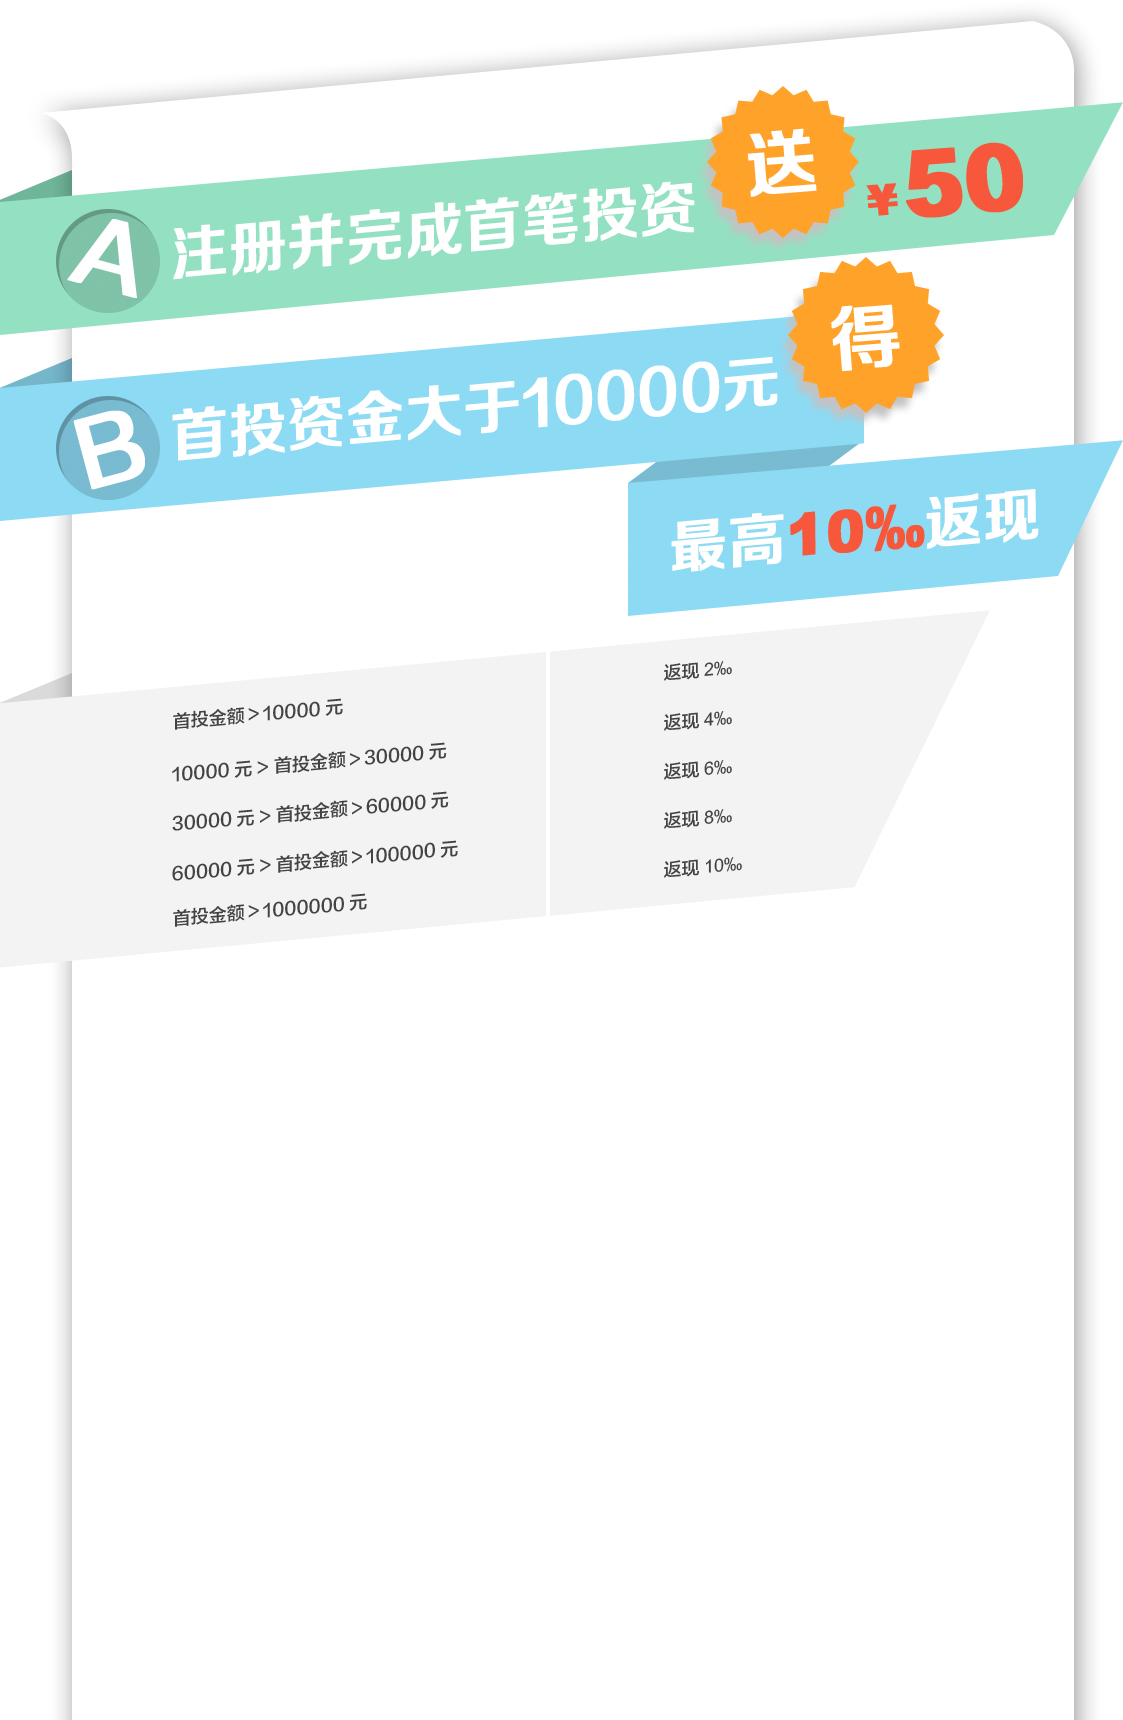 A 注册并完成首笔投资 送 ¥50
B 首投资金大于10000元 得
最高10‰返现
首投金额>10000 元 返现 2‰
10000 元 > 首投金额>30000 元 返现 4‰
30000 元 > 首投金额>60000 元 返现 6‰
60000 元 > 首投金额>100000 元 返现 8‰
首投金额>1000000 元 返现 10‰